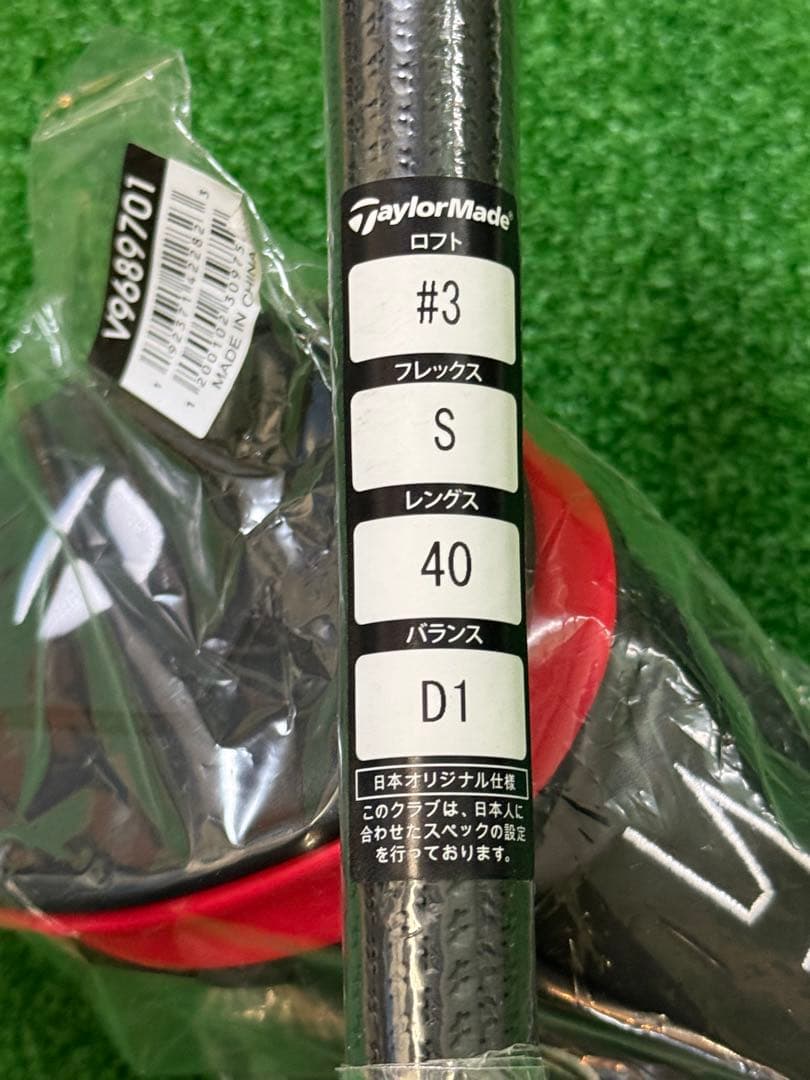 TaylorMade®
ロフト
#3
フレックス
S
レングス
40
バランス
D1
日本オリジナル仕様
このクラブは、日本人に
合わせたスペックの設定
を行っております。
V9689701
MADE IN CHINA